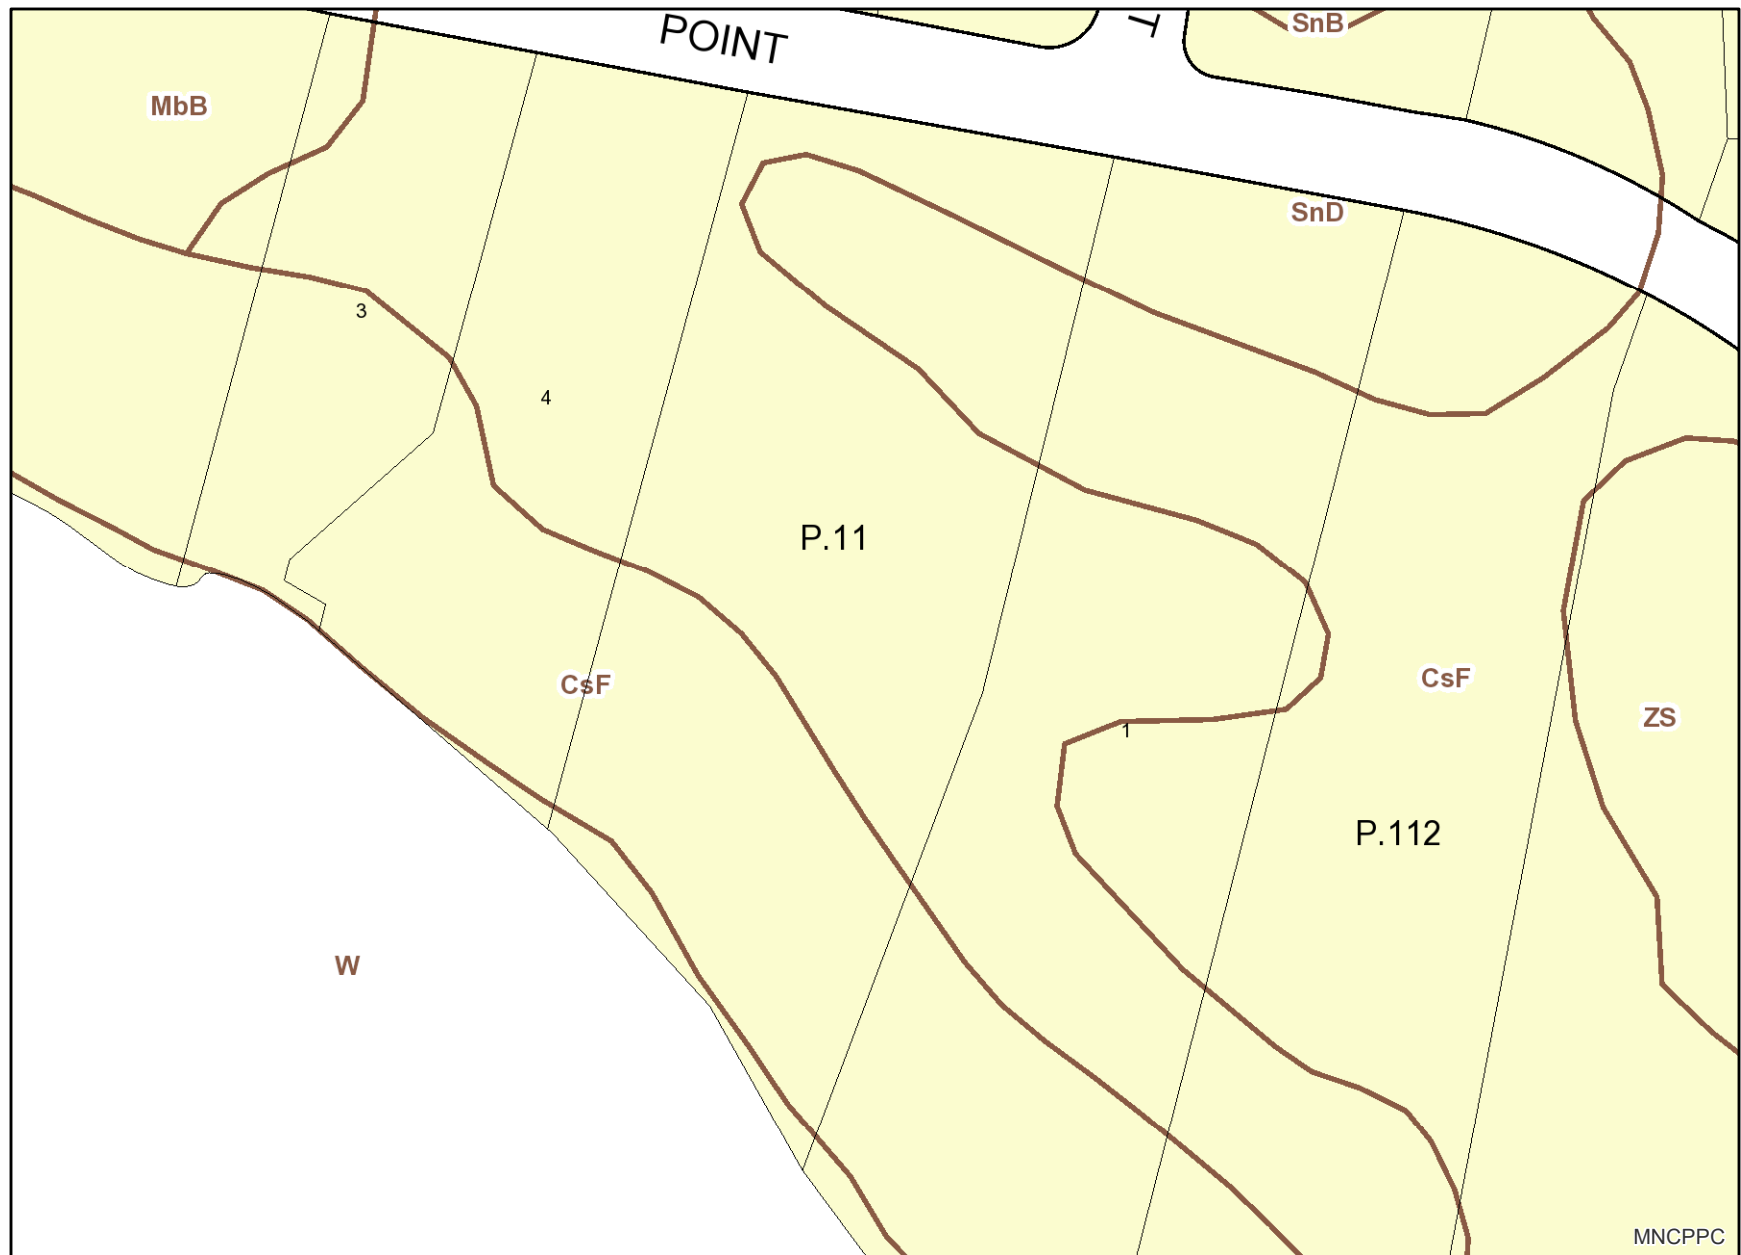 POINT
T
SnB
MbB
SnD
3
4
P.11
CsF
CsF
1
ZS
P.112
W
MNCPPC